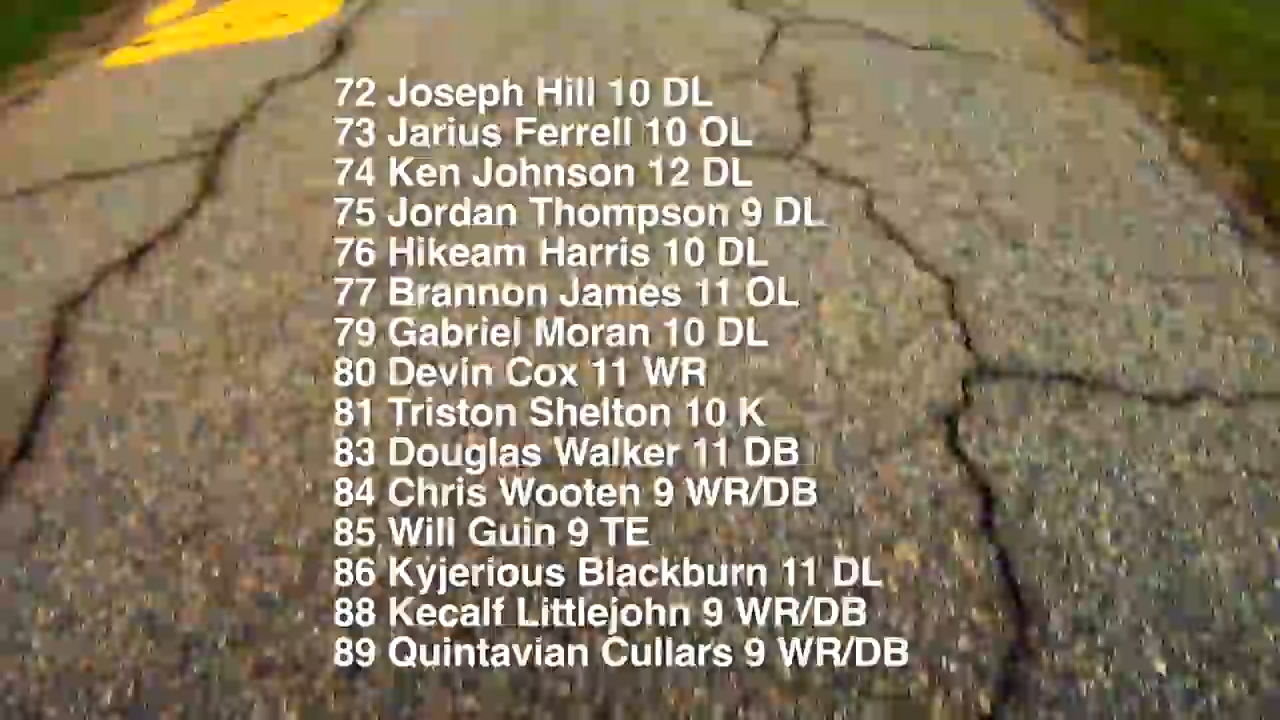 72 Joseph Hill 10 DL
73 Jarius Ferrell 10 OL
74 Ken Johnson 12 DL
75 Jordan Thompson 9 DL
76 Hikeam Harris 10 DL
77 Brannon James 11 OL
79 Gabriel Moran 10 DL
80 Devin Cox 11 WR
81 Triston Shelton 10 K
83 Douglas Walker 11 DB
84 Chris Wooten 9 WR/DB
85 Will Guin 9 TE
86 Kyjerious Blackburn 11 DL
88 Kecalf Littlejohn 9 WR/DB
89 Quintavian Cullars 9 WR/DB